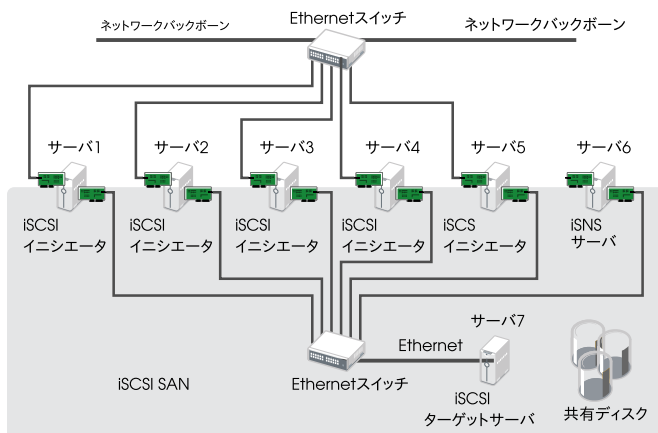 Ethernetスイッチ
ネットワークバックボーン
ネットワークバックボーン
サーバ1
サーバ2
サーバ3
サーバ4
サーバ5
サーバ6
iSCSI
イニシエータ
iSCSI
イニシエータ
iSCSI
イニシエータ
iSCSI
イニシエータ
iSCS
イニシエータ
iSNS
サーバ
サーバ7
Ethernet
iSCSI SAN
Ethernetスイッチ
iSCSI
ターゲットサーバ
共有ディスク